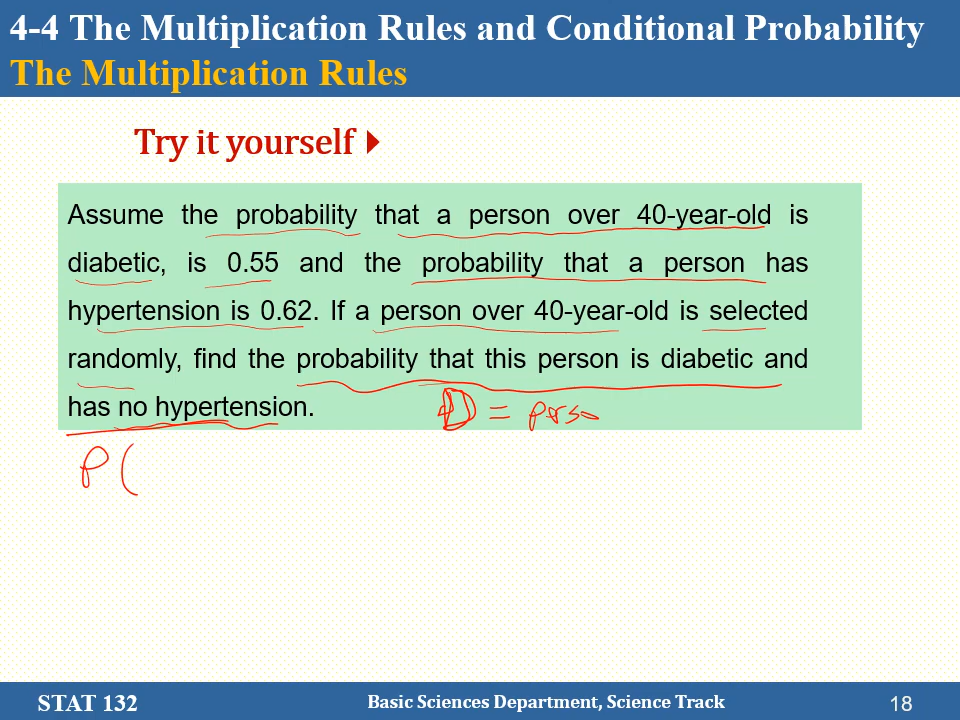 4-4 The Multiplication Rules and Conditional Probability
The Multiplication Rules
Try it yourself
Assume the probability that a person over 40-year-old is
diabetic, is 0.55 and the probability that a person has
hypertension is 0.62. If a person over 40-year-old is selected
randomly, find the probability that this person is diabetic and
has no hypertension.
D = perso
P(
STAT 132
Basic Sciences Department, Science Track
18